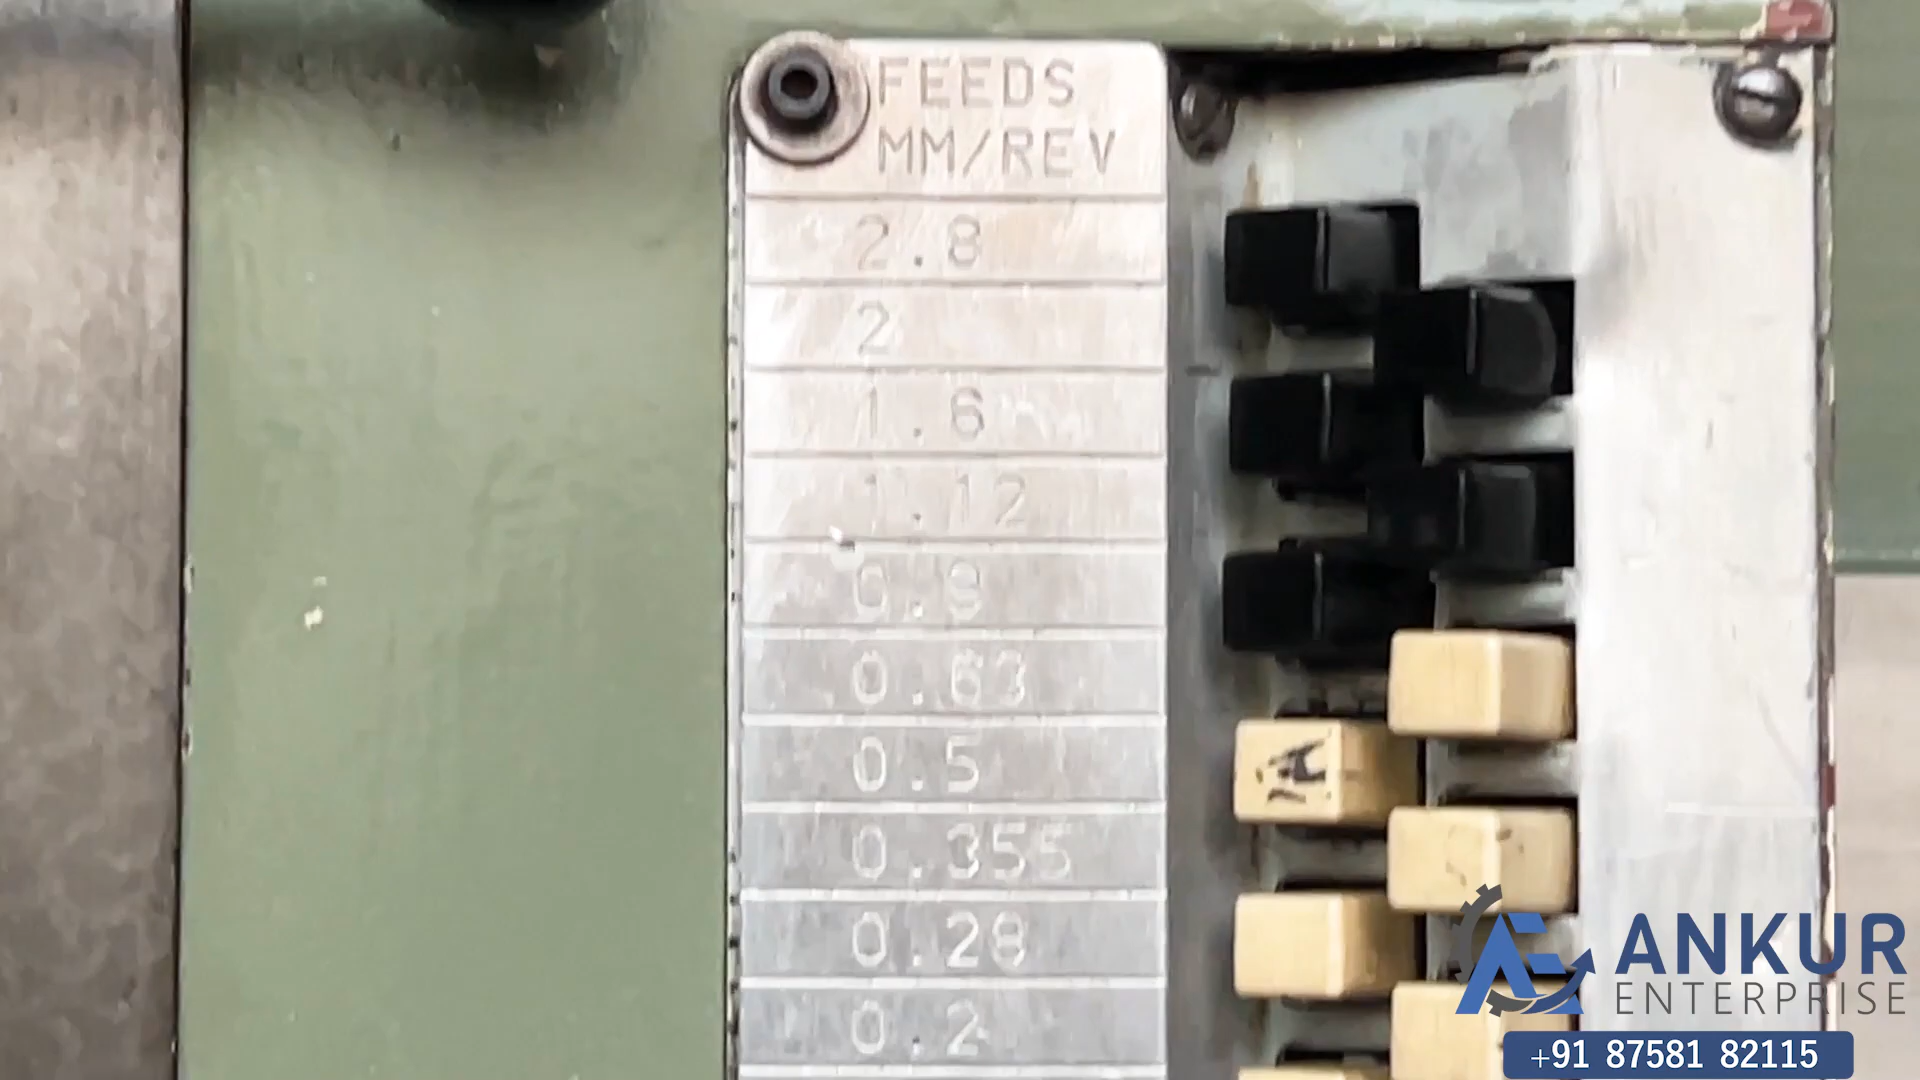 FEEDS
MM/REV
2.8
2
1.6
1.12
0.9
0.63
0.5
0.355
0.28
0.2
A
ANKUR
ENTERPRISE
+91 87581 82115